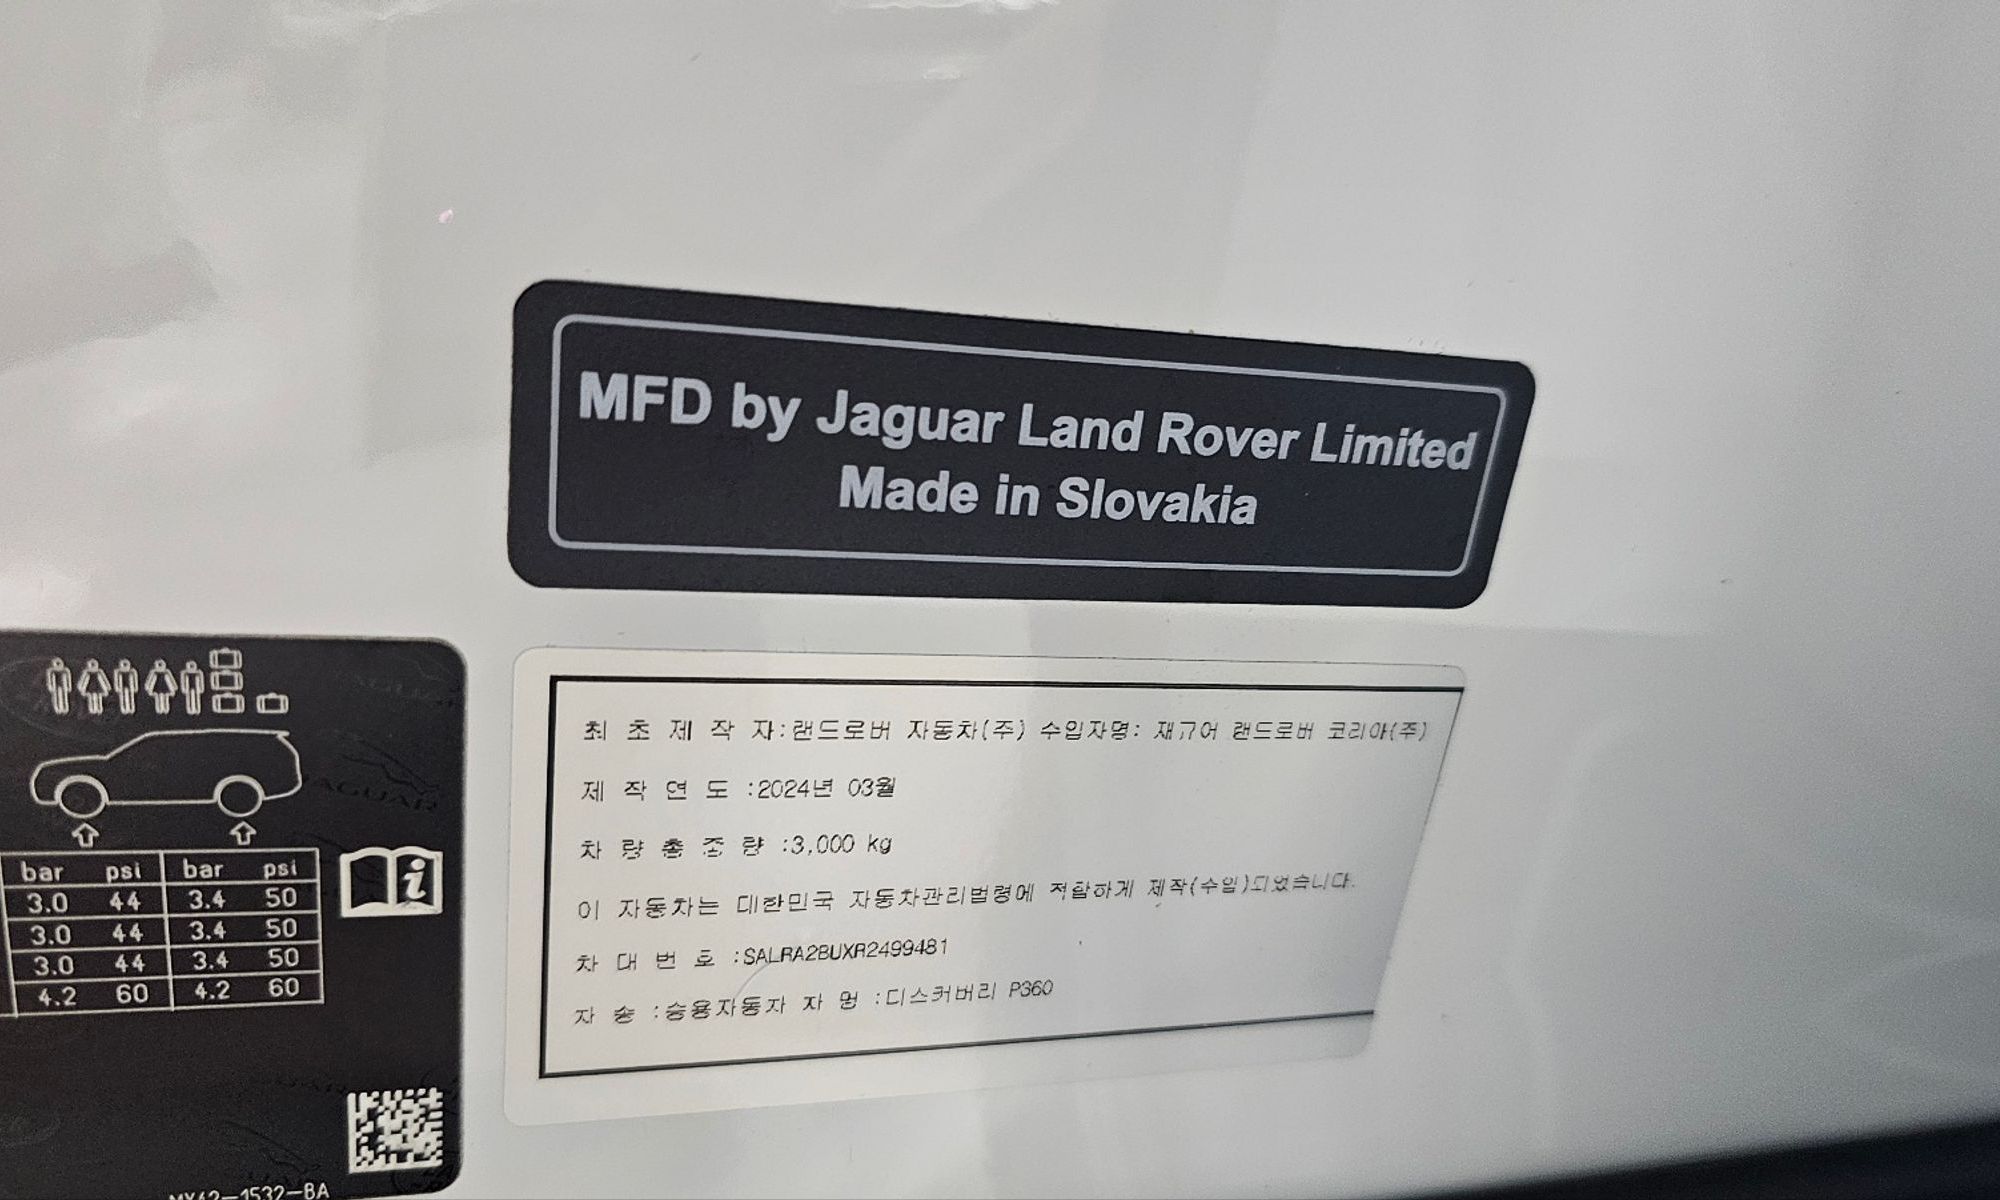 MFD by Jaguar Land Rover Limited
Made in Slovakia
최 초 제 작 자:랜드로버 자동차(주) 수입자명: 재규어 랜드로버 코리아(주)
제 작 연 도 :2024년 03월
차 량 총 중 량 :3,000 kg
이 자동차는 대한민국 자동차관리법령에 적합하게 제작(수입)되었습니다.
차 대 번 호 :SALRA2BUXR2499481
차 종 :승용자동차 차 명 :디스커버리 P360
bar psi bar psi
3.0 44 3.4 50
3.0 44 3.4 50
3.0 44 3.4 50
4.2 60 4.2 60
i
JAGUAR